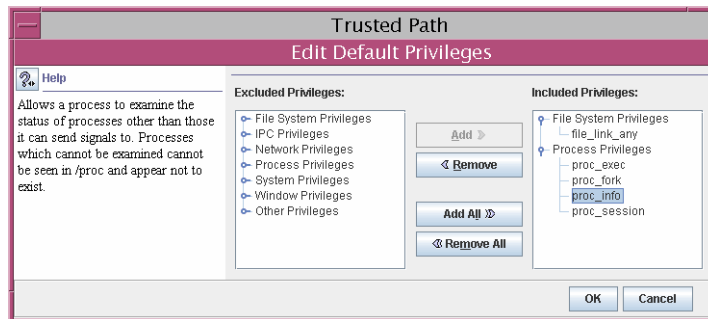 Trusted Path
Edit Default Privileges
Help
Allows a process to examine the
status of processes other than those
it can send signals to. Processes
which cannot be examined cannot
be seen in /proc and appear not to
exist.
Excluded Privileges:
File System Privileges
IPC Privileges
Network Privileges
Process Privileges
System Privileges
Window Privileges
Other Privileges
Add
Remove
Add All
Remove All
Included Privileges:
File System Privileges
file_link_any
Process Privileges
proc_exec
proc_fork
proc_info
proc_session
OK
Cancel